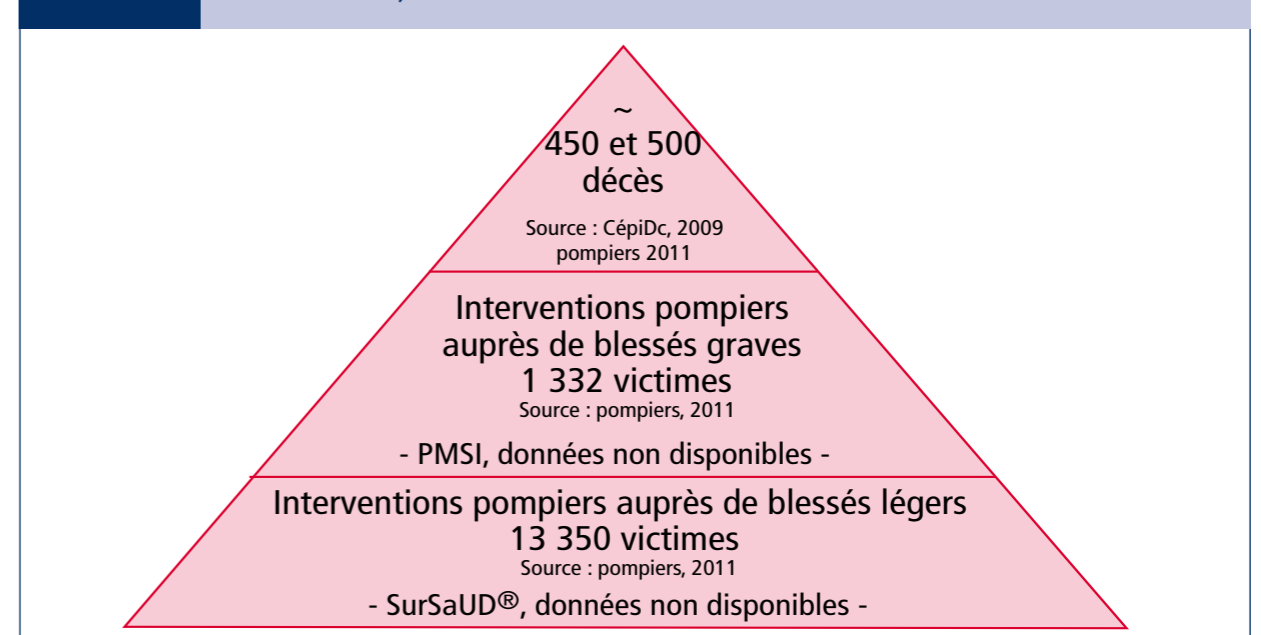 ~
450 et 500
décès
Source : CépiDc, 2009
pompiers 2011
Interventions pompiers
auprès de blessés graves
1 332 victimes
Source : pompiers, 2011
- PMSI, données non disponibles -
Interventions pompiers auprès de blessés légers
13 350 victimes
Source : pompiers, 2011
- SurSaUD®, données non disponibles -